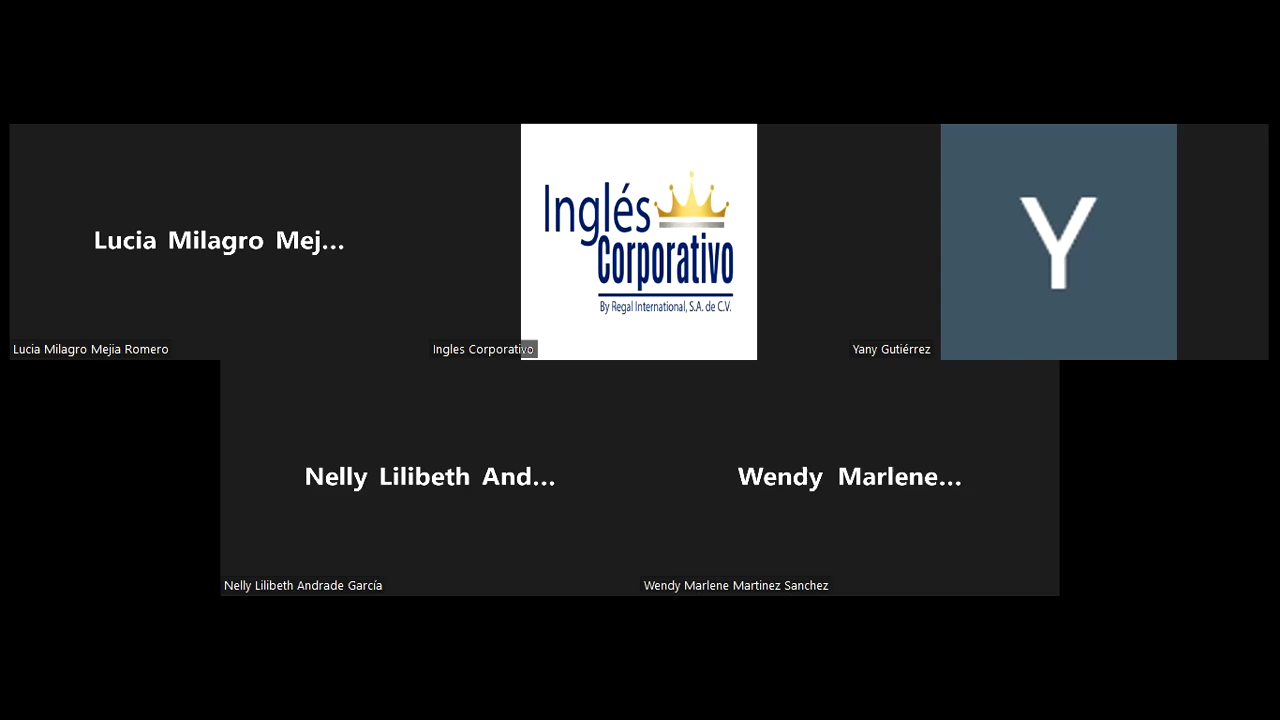 Lucia Milagro Mej...
Lucia Milagro Mejia Romero
Inglés
Corporativo
By Regal International, S.A. de C.V.
Ingles Corporativo
Y
Yany Gutiérrez
Nelly Lilibeth And...
Nelly Lilibeth Andrade García
Wendy Marlene...
Wendy Marlene Martinez Sanchez